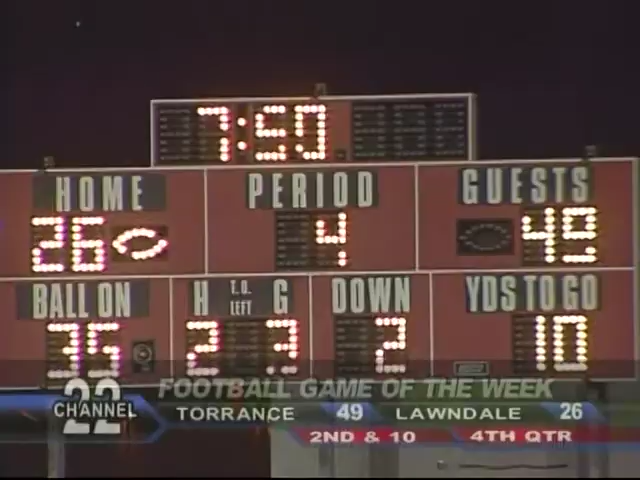 7:50
HOME PERIOD GUESTS
26 4 49
BALL ON H T.O. LEFT G DOWN YDS TO GO
35 2 3 2 10
FOOTBALL GAME OF THE WEEK
22 CHANNEL TORRANCE 49 LAWNDALE 26
2ND & 10 4TH QTR